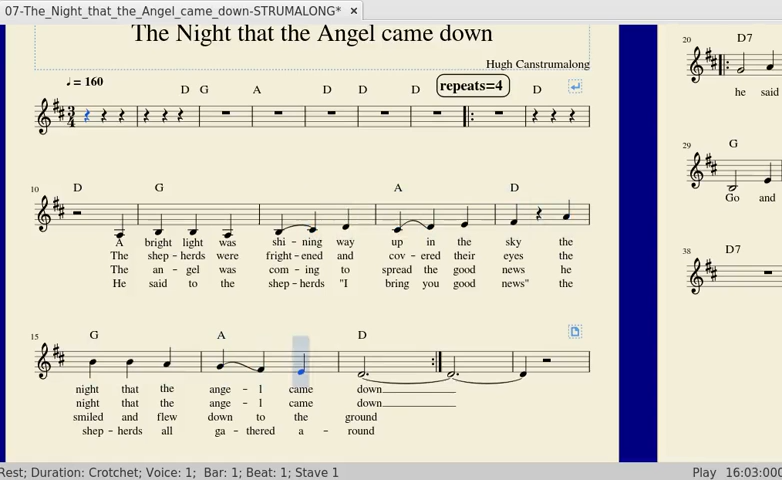 07-The_Night_that_the_Angel_came_down-STRUMALONG* ×
The Night that the Angel came down
Hugh Canstrumalong
♩ = 160
repeats=4
D G A D D D D
3 4
10
D G A D
A bright light was shi - ning way up in the sky the
The shep - herds were fright - ened and cov - ered their eyes the
The an - gel was com - ing to spread the good news he
He said to the shep - herds "I bring you good news" the
15
G A D
night that the ange - l came down
night that the ange - l came down
smiled and flew down to the ground
shep - herds all ga - thered a - round
20
D7
he said
29
G
Go and
38
D7
Rest; Duration: Crotchet; Voice: 1; Bar: 1; Beat: 1; Stave 1
Play 16:03:000